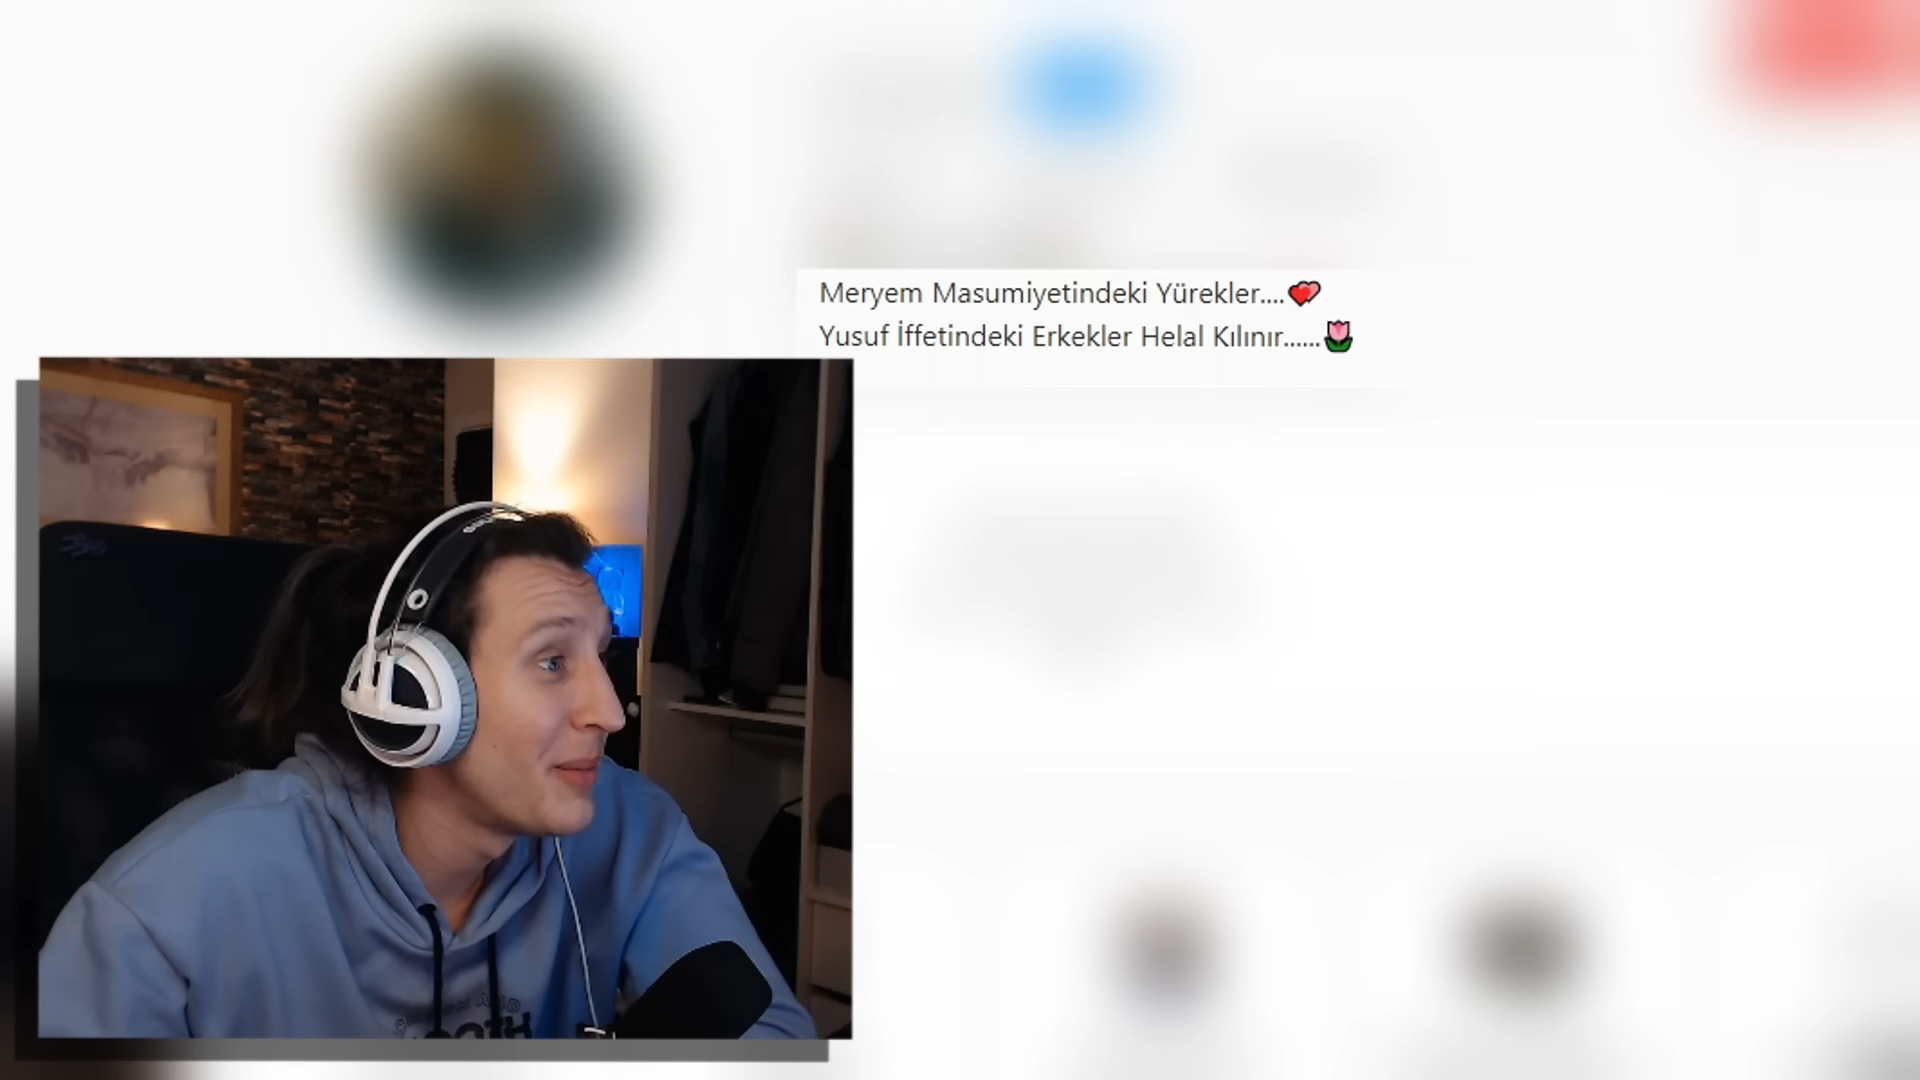 Meryem Masumiyetindeki Yürekler....💕
Yusuf İffetindeki Erkekler Helal Kılınır......🌷